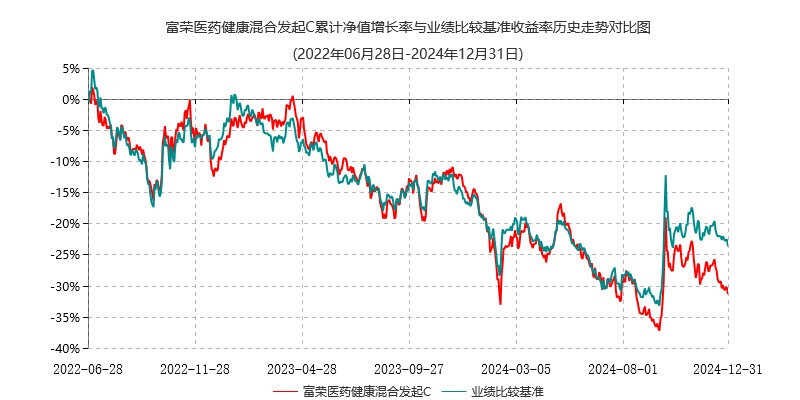 富荣医药健康混合发起C累计净值增长率与业绩比较基准收益率历史走势对比图
(2022年06月28日-2024年12月31日)
5%
0%
-5%
-10%
-15%
-20%
-25%
-30%
-35%
-40%
2022-06-28 2022-11-28 2023-04-28 2023-09-27 2024-03-05 2024-08-01 2024-12-31
富荣医药健康混合发起C 业绩比较基准